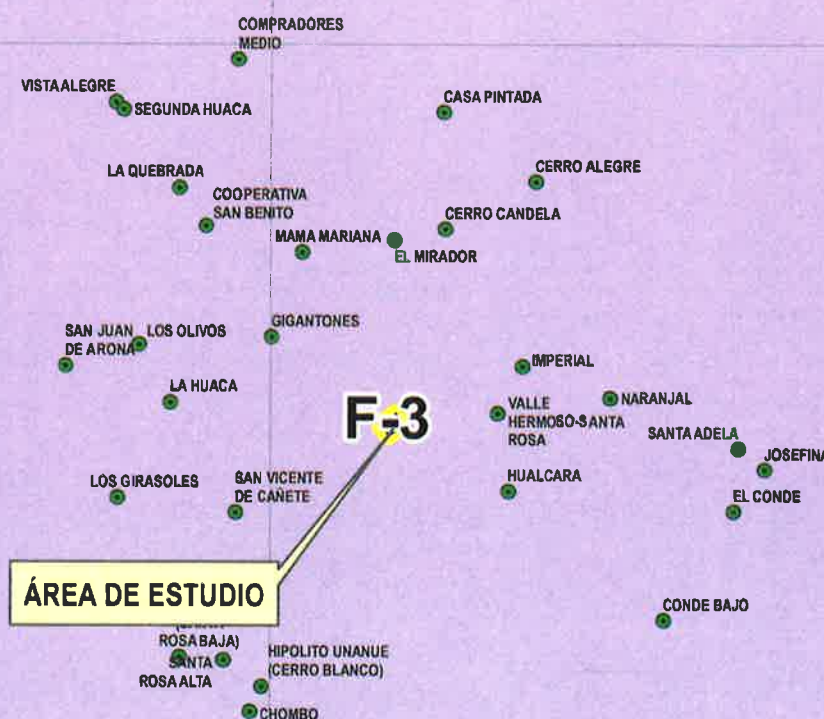 COMPRADORES
MEDIO
VISTA ALEGRE
SEGUNDA HUACA
CASA PINTADA
LA QUEBRADA
CERRO ALEGRE
COOPERATIVA
SAN BENITO
CERRO CANDELA
MAMA MARIANA
EL MIRADOR
GIGANTONES
SAN JUAN
DE ARONA
LOS OLIVOS
IMPERIAL
LA HUACA
F-3
VALLE
HERMOSO-SANTA
ROSA
NARANJAL
SANTA ADELA
JOSEFINA
LOS GIRASOLES
SAN VICENTE
DE CAÑETE
HUALCARA
EL CONDE
ÁREA DE ESTUDIO
CONDE BAJO
ROSA BAJA)
SANTA
ROSA ALTA
HIPOLITO UNANUE
(CERRO BLANCO)
CHOMBO